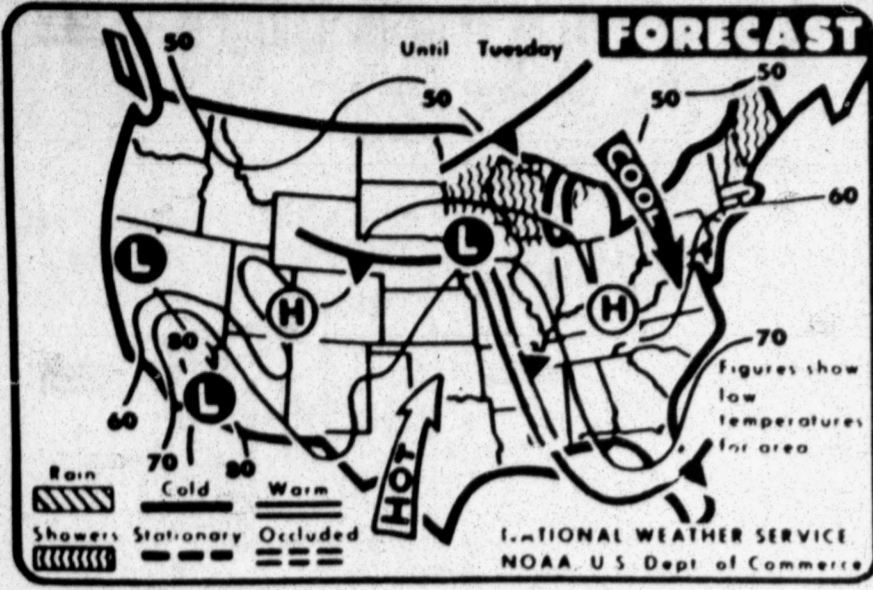 FORECAST
Until Tuesday
50
50
50
50
COOL
60
L
L
H
H
80
L
70
Figures show
low
temperatures
for area
60
70
80
HOT
Rain
Cold
Warm
Showers
Stationary
Occluded
NATIONAL WEATHER SERVICE
NOAA U S Dept of Commerce